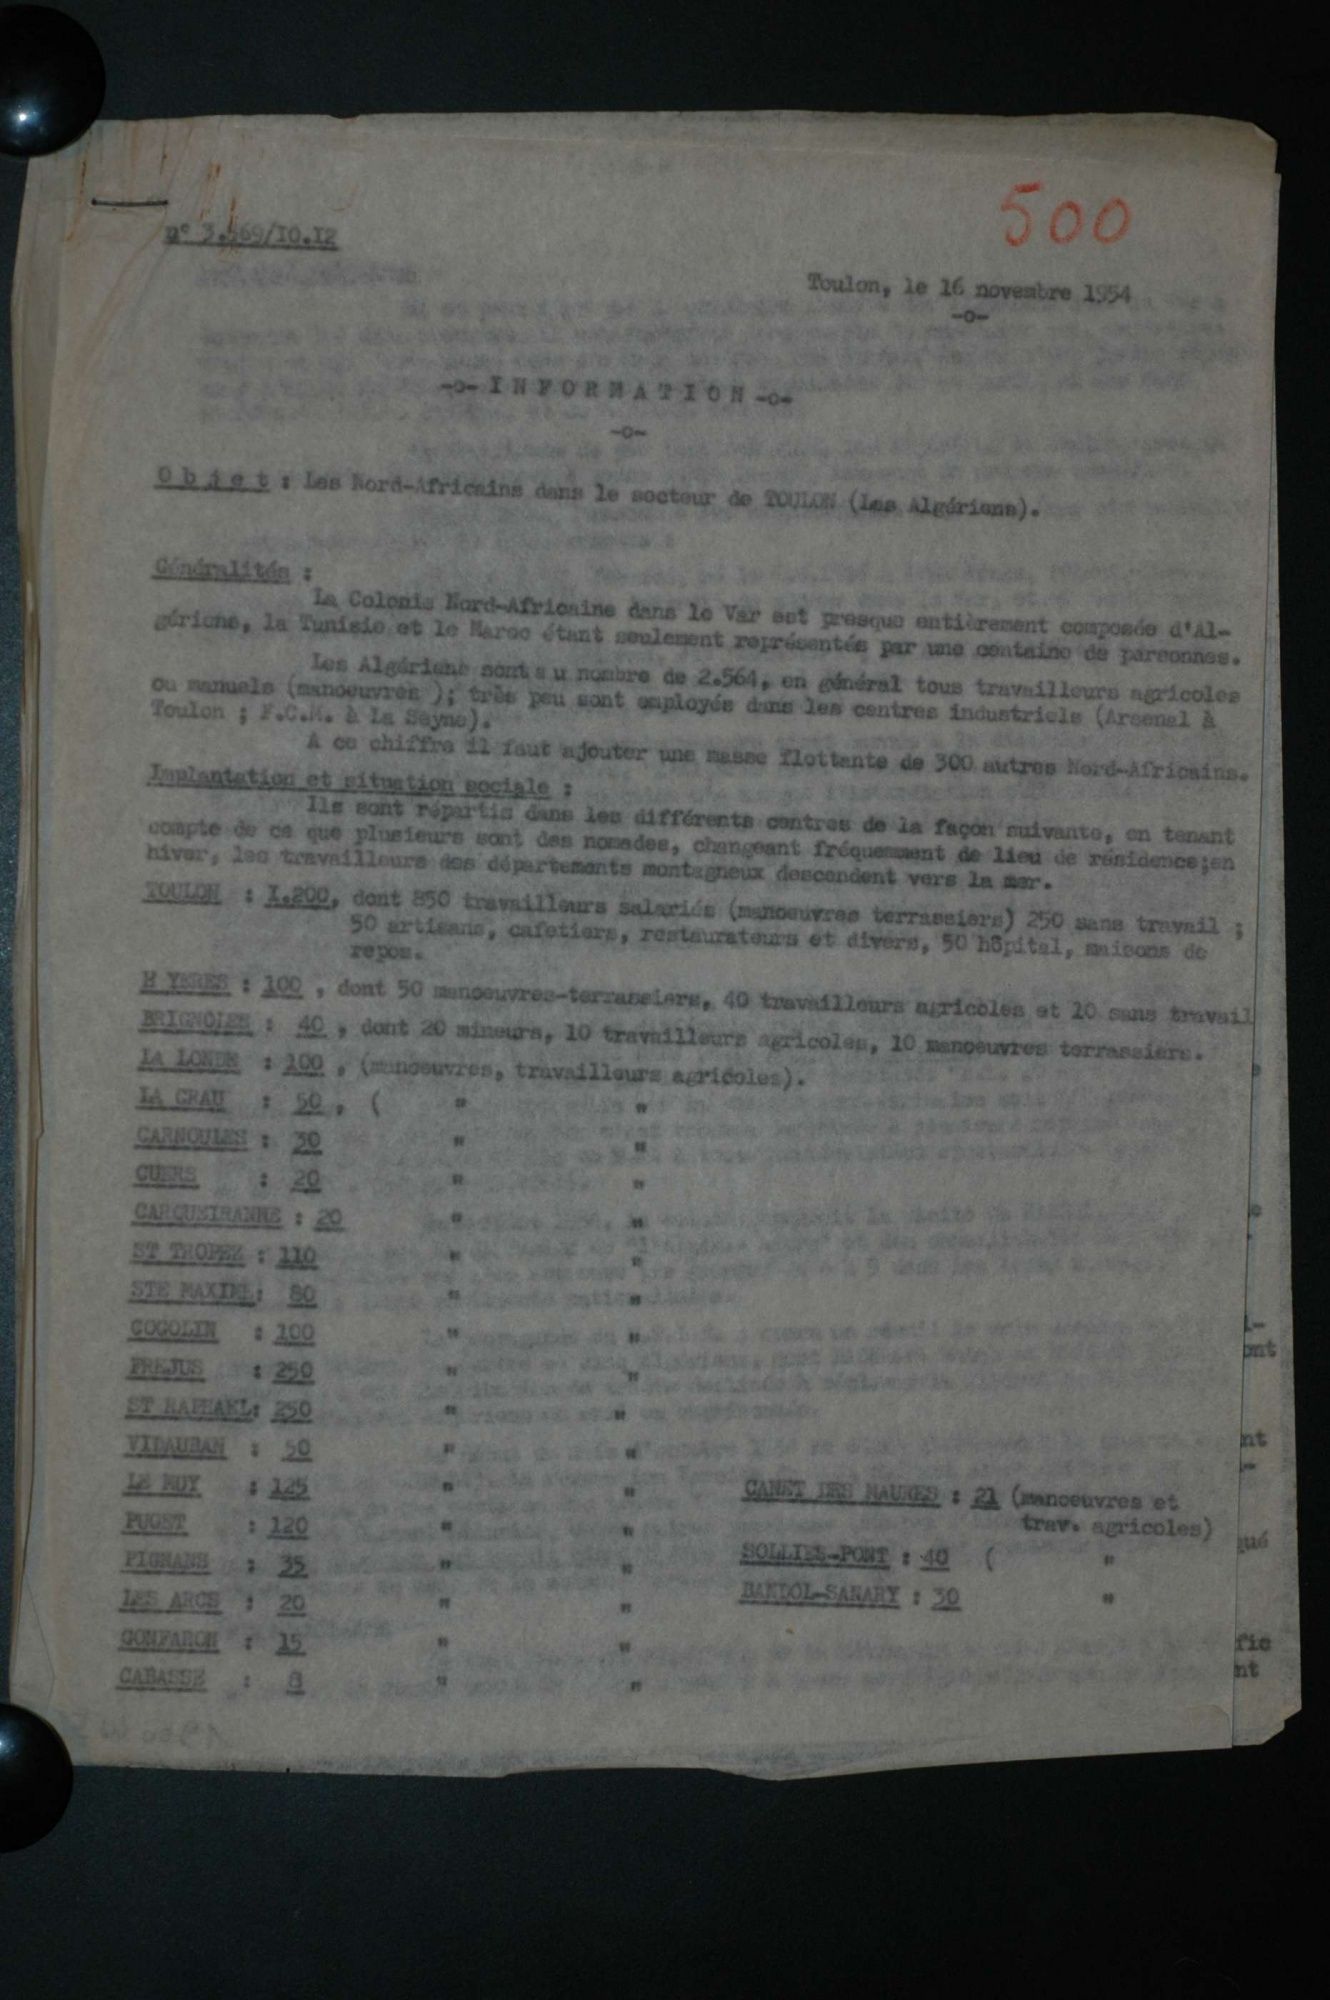 n° 3.569/10.12
500
Toulon, le 16 novembre 1954
-o-
-o- I N F O R M A T I O N -o-
-o-
O b j e t : Les Nord-Africains dans le secteur de TOULON (Les Algériens).
Généralités :
La Colonie Nord-Africaine dans le Var est presque entièrement composée d'Al-
gériens, la Tunisie et le Maroc étant seulement représentés par une centaine de personnes.
Les Algériens sont au nombre de 2.564, en général tous travailleurs agricoles
ou manuels (manoeuvres ); très peu sont employés dans les centres industriels (Arsenal à
Toulon ; F.C.M. à La Seyne).
A ce chiffre il faut ajouter une masse flottante de 300 autres Nord-Africains.
Implantation et situation sociale :
Ils sont répartis dans les différents centres de la façon suivante, en tenant
compte de ce que plusieurs sont des nomades, changeant fréquemment de lieu de résidence;en
hiver, les travailleurs des départements montagneux descendent vers la mer.
TOULON : I.200, dont 850 travailleurs salariés (manoeuvres terrassiers) 250 sans travail ;
50 artisans, cafetiers, restaurateurs et divers, 50 hôpital, maisons de
repos.
H YERES : 100 , dont 50 manoeuvres-terrassiers, 40 travailleurs agricoles et 10 sans travail
BRIGNOLES : 40 , dont 20 mineurs, 10 travailleurs agricoles, 10 manoeuvres terrassiers.
LA LONDE : 100 , (manoeuvres, travailleurs agricoles).
LA CRAU : 50 , ( " "
CARNOULES : 30 " "
CUERS : 20 " "
CARQUEIRANNE : 20 " "
ST TROPEZ : 110 " "
STE MAXIME: 80 " "
COGOLIN : 100 " "
FREJUS : 250 " "
ST RAPHAEL: 250 " "
VIDAUBAN : 50 " "
LE MUY : 125 " "
PUGET : 120 " "
PIGNANS : 35 " "
LES ARCS : 20 " "
GONFARON : 15 " "
CABASSE : 8 " "
CANET DES MAURES : 21 (manoeuvres et
trav. agricoles)
SOLLIES-PONT : 40 ( "
BANDOL-SANARY : 30 "